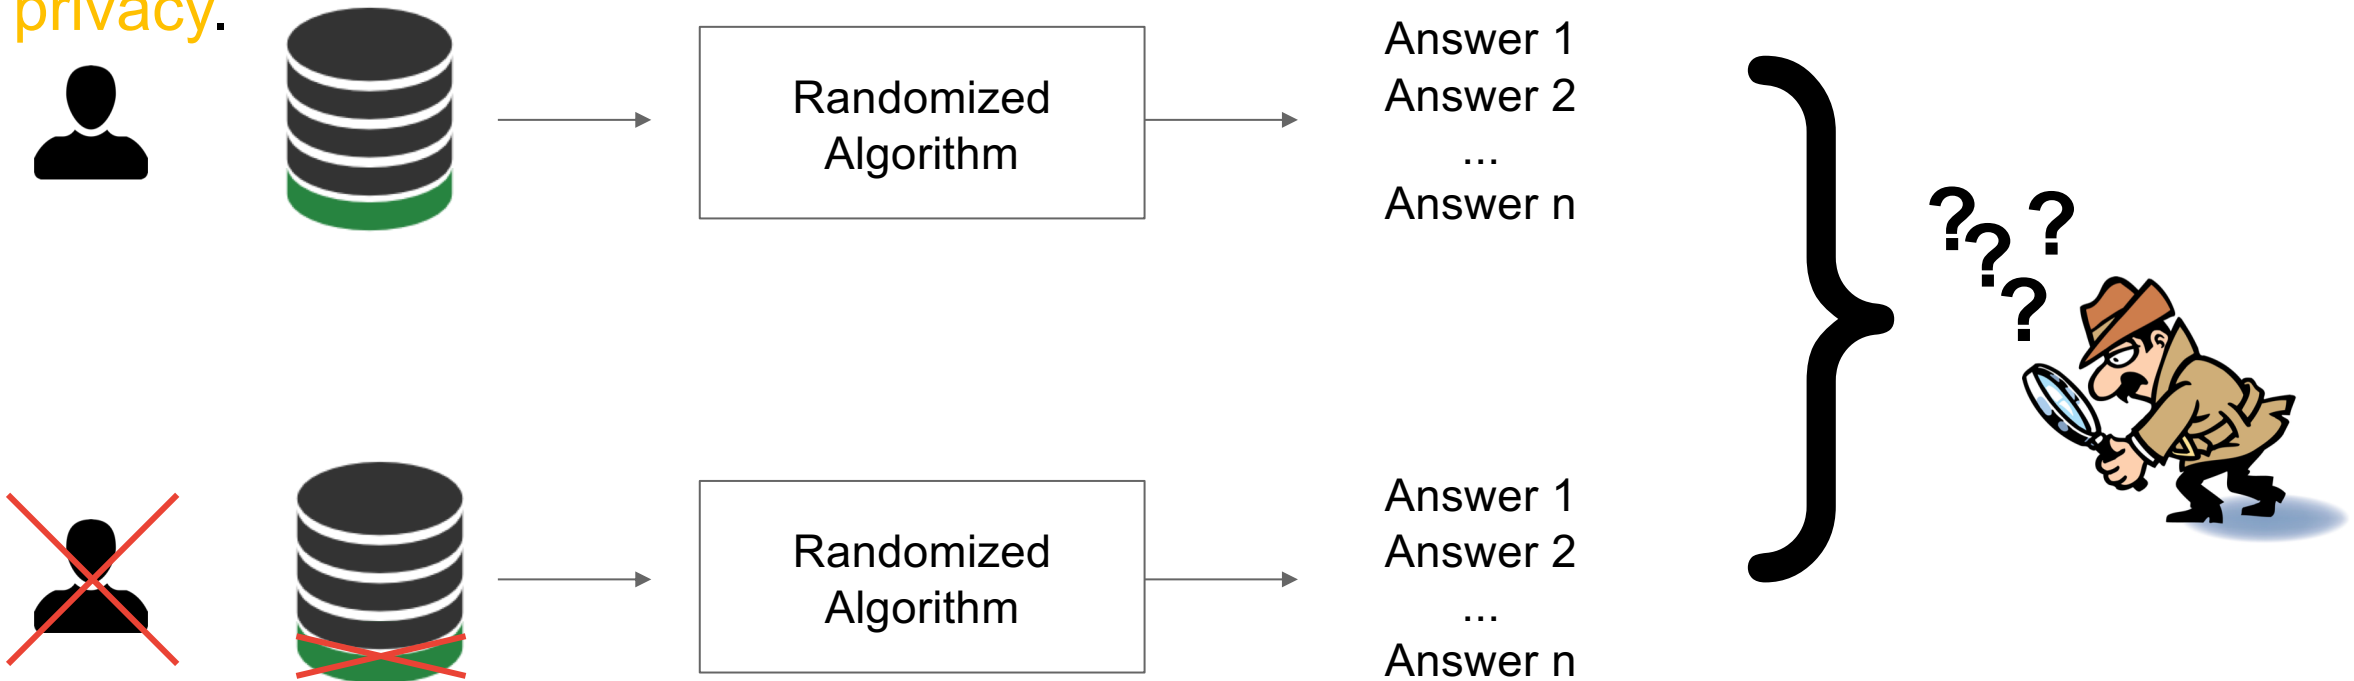 privacy.
Randomized
Algorithm
Answer 1
Answer 2
...
Answer n
? ? ? ?
Randomized
Algorithm
Answer 1
Answer 2
...
Answer n